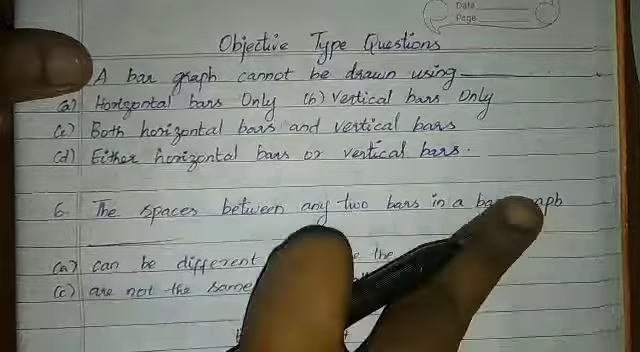 Date
Page
Objective Type Questions
A bar graph cannot be drawn using
(a) Horizontal bars Only (b) Vertical bars Only
(c) Both horizontal bars and vertical bars
(d) Either horizontal bars or vertical bars.
6. The spaces between any two bars in a
(a) can be different the
(c) are not the same